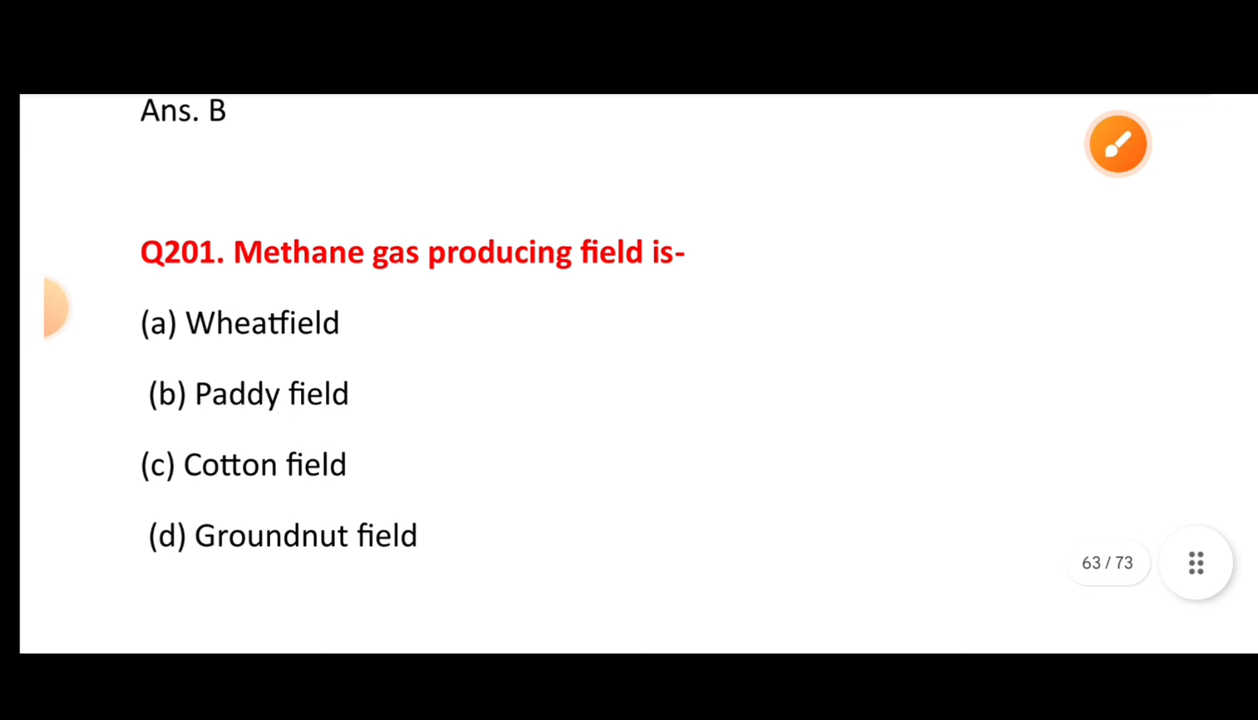 Ans. B
Q201. Methane gas producing field is-
(a) Wheatfield
(b) Paddy field
(c) Cotton field
(d) Groundnut field
63 / 73